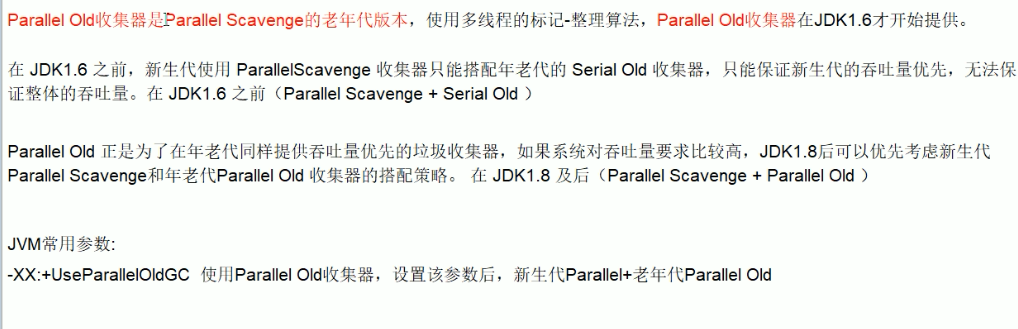 Parallel Old收集器是Parallel Scavenge的老年代版本，使用多线程的标记-整理算法，Parallel Old收集器在JDK1.6才开始提供。
在 JDK1.6 之前，新生代使用 ParallelScavenge 收集器只能搭配年老代的 Serial Old 收集器，只能保证新生代的吞吐量优先，无法保
证整体的吞吐量。在 JDK1.6 之前（Parallel Scavenge + Serial Old ）
Parallel Old 正是为了在年老代同样提供吞吐量优先的垃圾收集器，如果系统对吞吐量要求比较高，JDK1.8后可以优先考虑新生代
Parallel Scavenge和年老代Parallel Old 收集器的搭配策略。 在 JDK1.8 及后（Parallel Scavenge + Parallel Old ）
JVM常用参数:
-XX:+UseParallelOldGC 使用Parallel Old收集器，设置该参数后，新生代Parallel+老年代Parallel Old